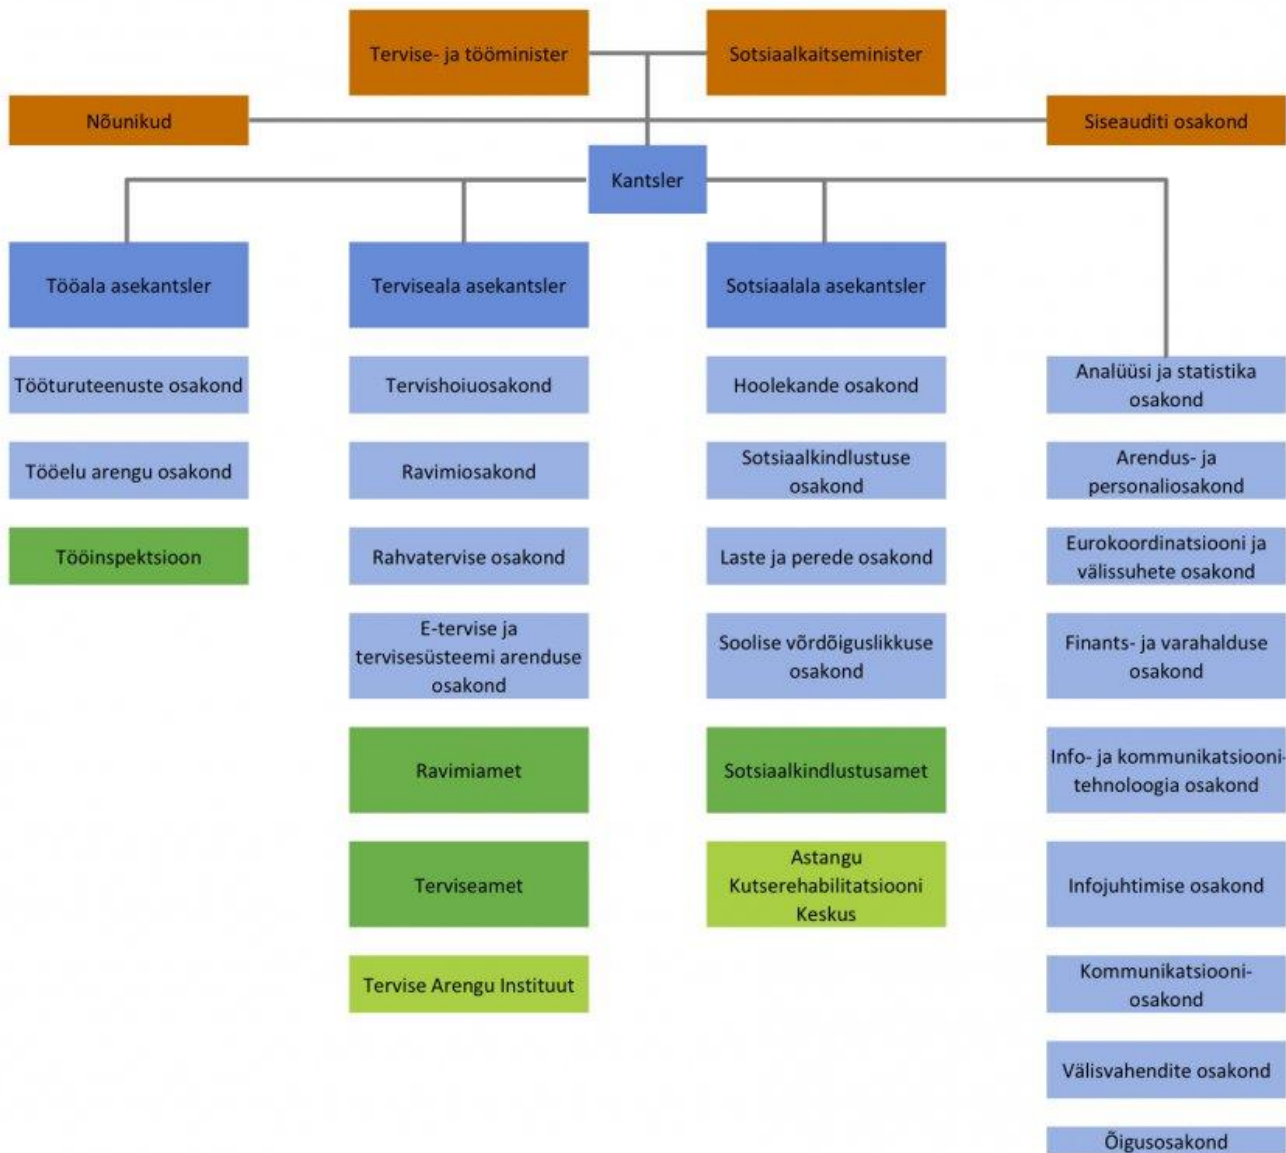 Tervise- ja tööminister
Sotsiaalkaitseminister
Nõunikud
Siseauditi osakond
Kantsler
Tööala asekantsler
Terviseala asekantsler
Sotsiaalala asekantsler
Tööturuteenuste osakond
Tööelu arengu osakond
Tööinspektsioon
Tervishoiuosakond
Ravimiosakond
Rahvatervise osakond
E-tervise ja
tervisesüsteemi arenduse
osakond
Ravimiamet
Terviseamet
Tervise Arengu Instituut
Hoolekande osakond
Sotsiaalkindlustuse
osakond
Laste ja perede osakond
Soolise võrdõiguslikkuse
osakond
Sotsiaalkindlustusamet
Astangu
Kutserehabilitatsiooni
Keskus
Analüüsi ja statistika
osakond
Arendus- ja
personaliosakond
Eurokoordinatsiooni ja
välissuhete osakond
Finants- ja varahalduse
osakond
Info- ja kommunikatsiooni-
tehnoloogia osakond
Infojuhtimise osakond
Kommunikatsiooni-
osakond
Välisvahendite osakond
Õigusosakond